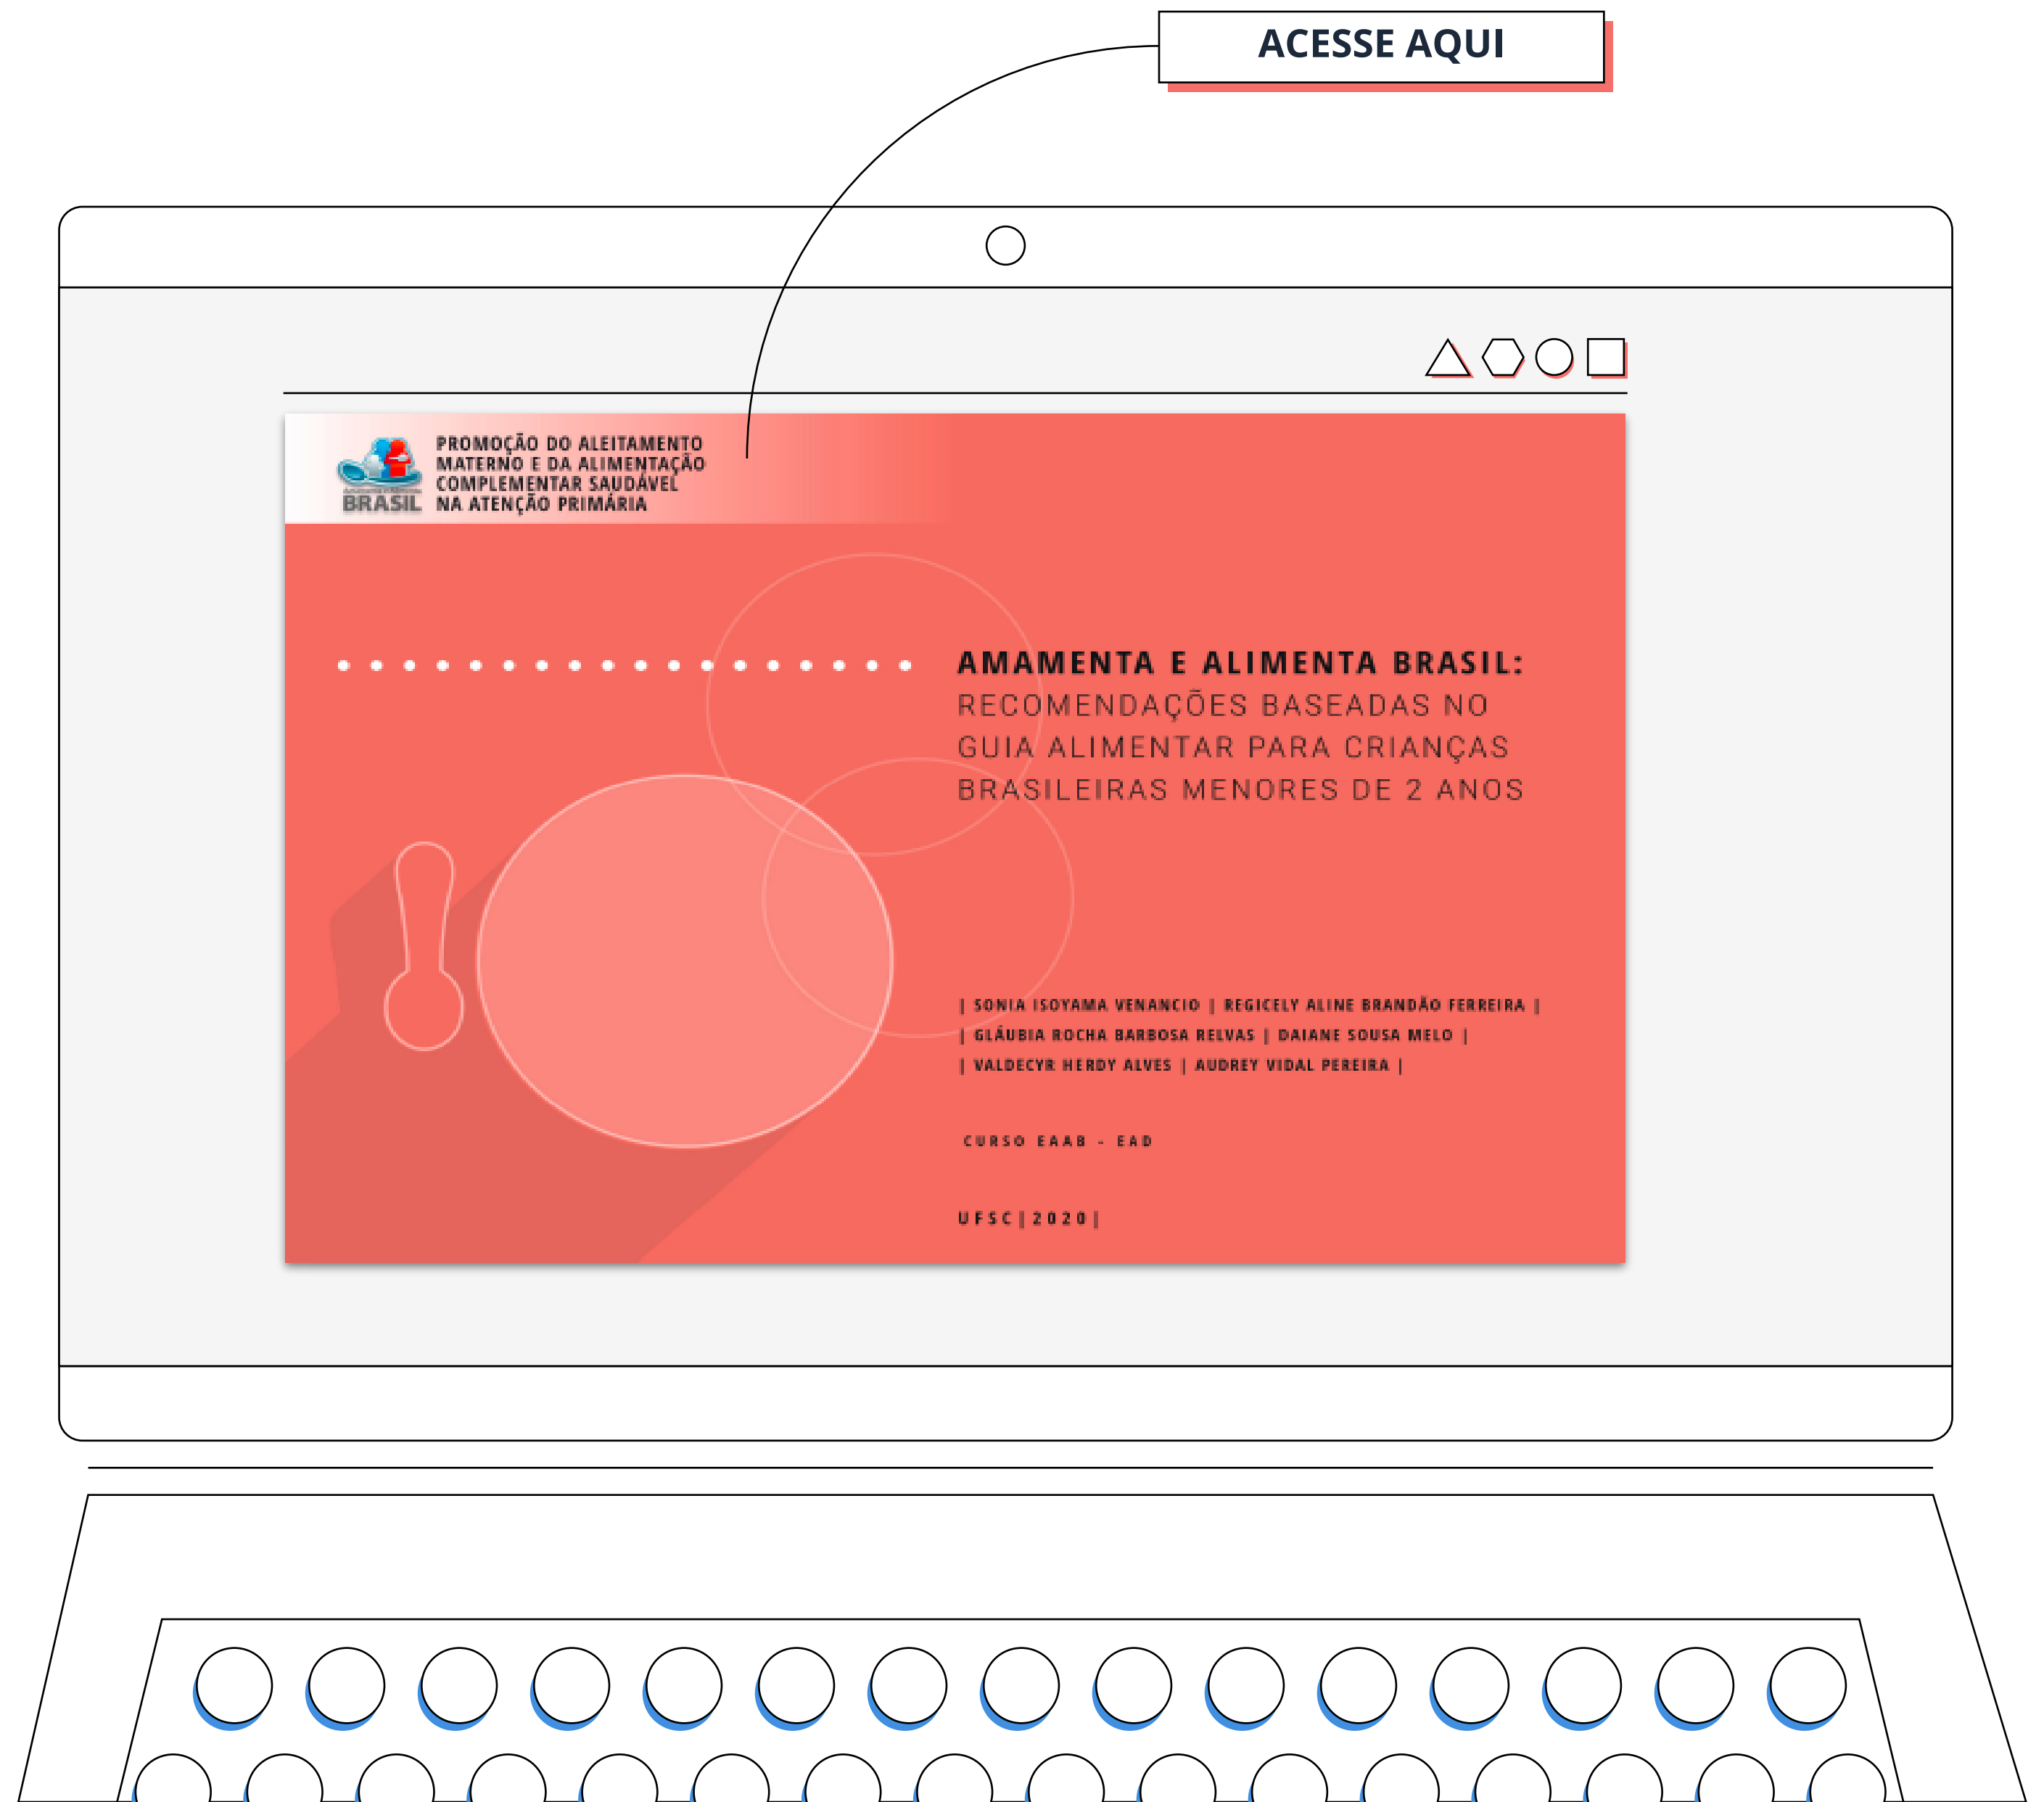 ACESSE AQUI
PROMOÇÃO DO ALEITAMENTO
MATERNO E DA ALIMENTAÇÃO
COMPLEMENTAR SAUDÁVEL
NA ATENÇÃO PRIMÁRIA
BRASIL
AMAMENTA E ALIMENTA BRASIL:
RECOMENDAÇÕES BASEADAS NO
GUIA ALIMENTAR PARA CRIANÇAS
BRASILEIRAS MENORES DE 2 ANOS
| SONIA ISOYAMA VENANCIO | REGICELY ALINE BRANDÃO FERREIRA |
| GLÁUBIA ROCHA BARBOSA RELVAS | DAIANE SOUSA MELO |
| VALDECYR HERDY ALVES | AUDREY VIDAL PEREIRA |
CURSO EAAB - EAD
UFSC|2020|